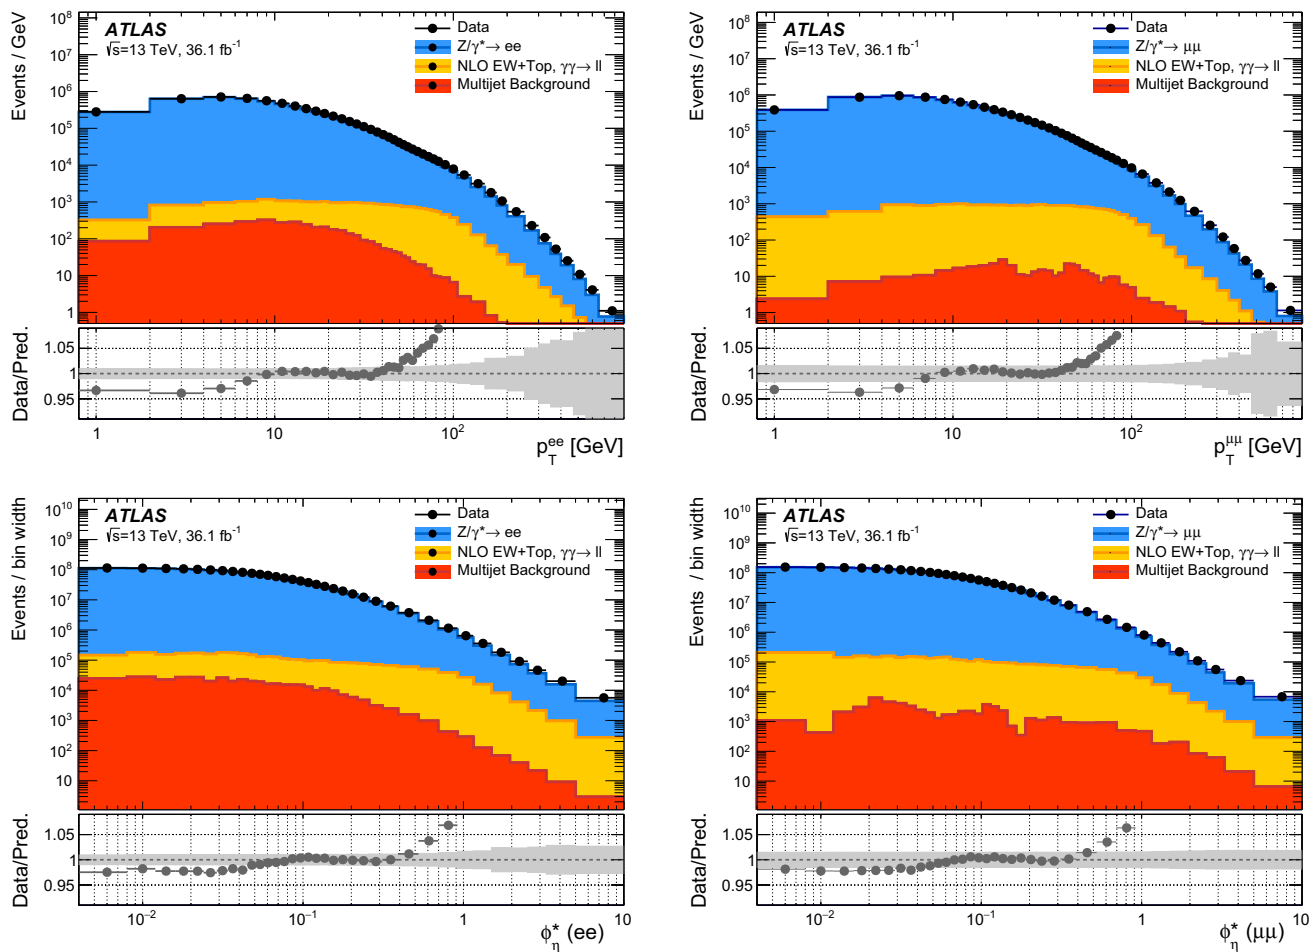 Events / GeV
10⁸
10⁷
10⁶
10⁵
10⁴
10³
10²
10
1
ATLAS
√s=13 TeV, 36.1 fb⁻¹
Data
Z/γ*→ ee
NLO EW+Top, γγ→ ll
Multijet Background
Data/Pred.
1.05
1
0.95
1
10
10²
p_T^ee [GeV]
Events / GeV
10⁸
10⁷
10⁶
10⁵
10⁴
10³
10²
10
1
ATLAS
√s=13 TeV, 36.1 fb⁻¹
Data
Z/γ*→ μμ
NLO EW+Top, γγ→ ll
Multijet Background
Data/Pred.
1.05
1
0.95
1
10
10²
p_T^μμ [GeV]
Events / bin width
10¹⁰
10⁹
10⁸
10⁷
10⁶
10⁵
10⁴
10³
10²
10
ATLAS
√s=13 TeV, 36.1 fb⁻¹
Data
Z/γ*→ ee
NLO EW+Top, γγ→ ll
Multijet Background
Data/Pred.
1.05
1
0.95
10⁻²
10⁻¹
1
10
ϕ*_η (ee)
Events / bin width
10¹⁰
10⁹
10⁸
10⁷
10⁶
10⁵
10⁴
10³
10²
10
ATLAS
√s=13 TeV, 36.1 fb⁻¹
Data
Z/γ*→ μμ
NLO EW+Top, γγ→ ll
Multijet Background
Data/Pred.
1.05
1
0.95
10⁻²
10⁻¹
1
10
ϕ*_η (μμ)